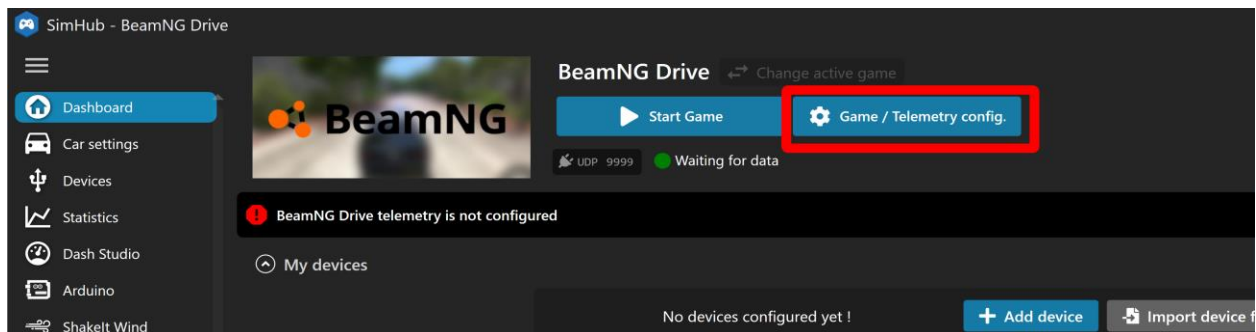 SimHub - BeamNG Drive
BeamNG
BeamNG Drive
Change active game
Start Game
Game / Telemetry config.
UDP 9999
Waiting for data
BeamNG Drive telemetry is not configured
Dashboard
Car settings
Devices
Statistics
Dash Studio
Arduino
ShakeIt Wind
My devices
No devices configured yet !
Add device
Import device